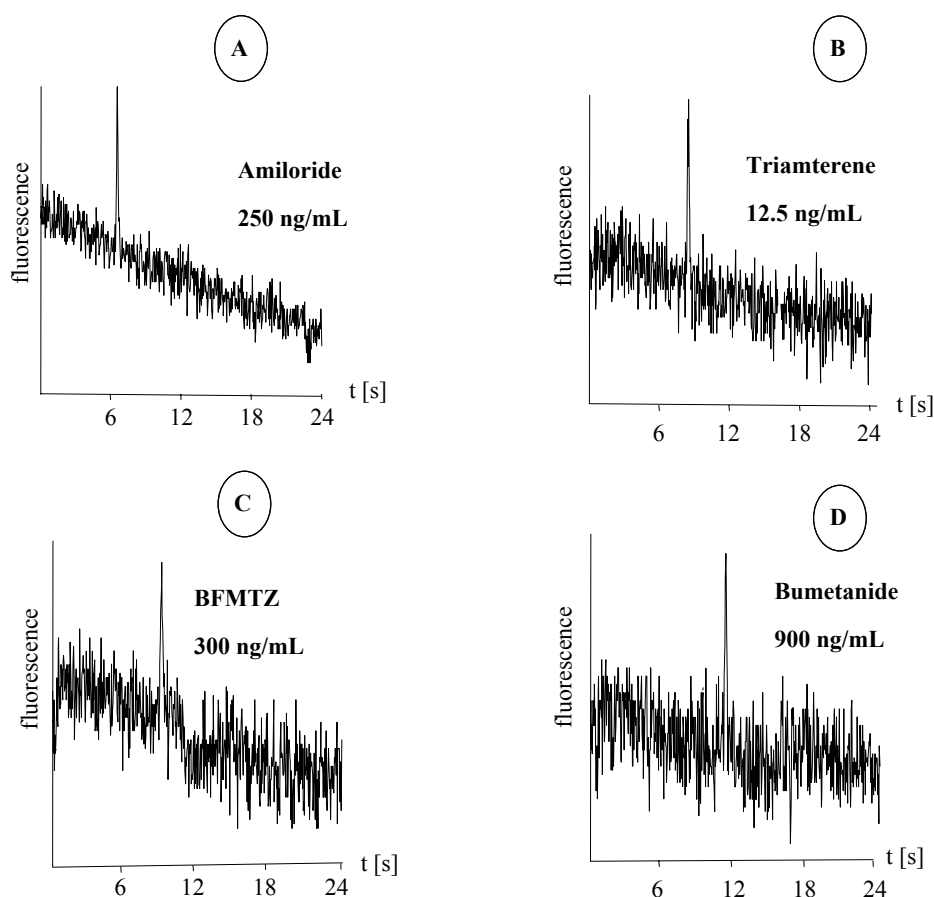 A
fluorescence
Amiloride
250 ng/mL
t [s]
6
12
18
24
B
fluorescence
Triamterene
12.5 ng/mL
t [s]
6
12
18
24
C
fluorescence
BFMTZ
300 ng/mL
t [s]
6
12
18
24
D
fluorescence
Bumetanide
900 ng/mL
t [s]
6
12
18
24